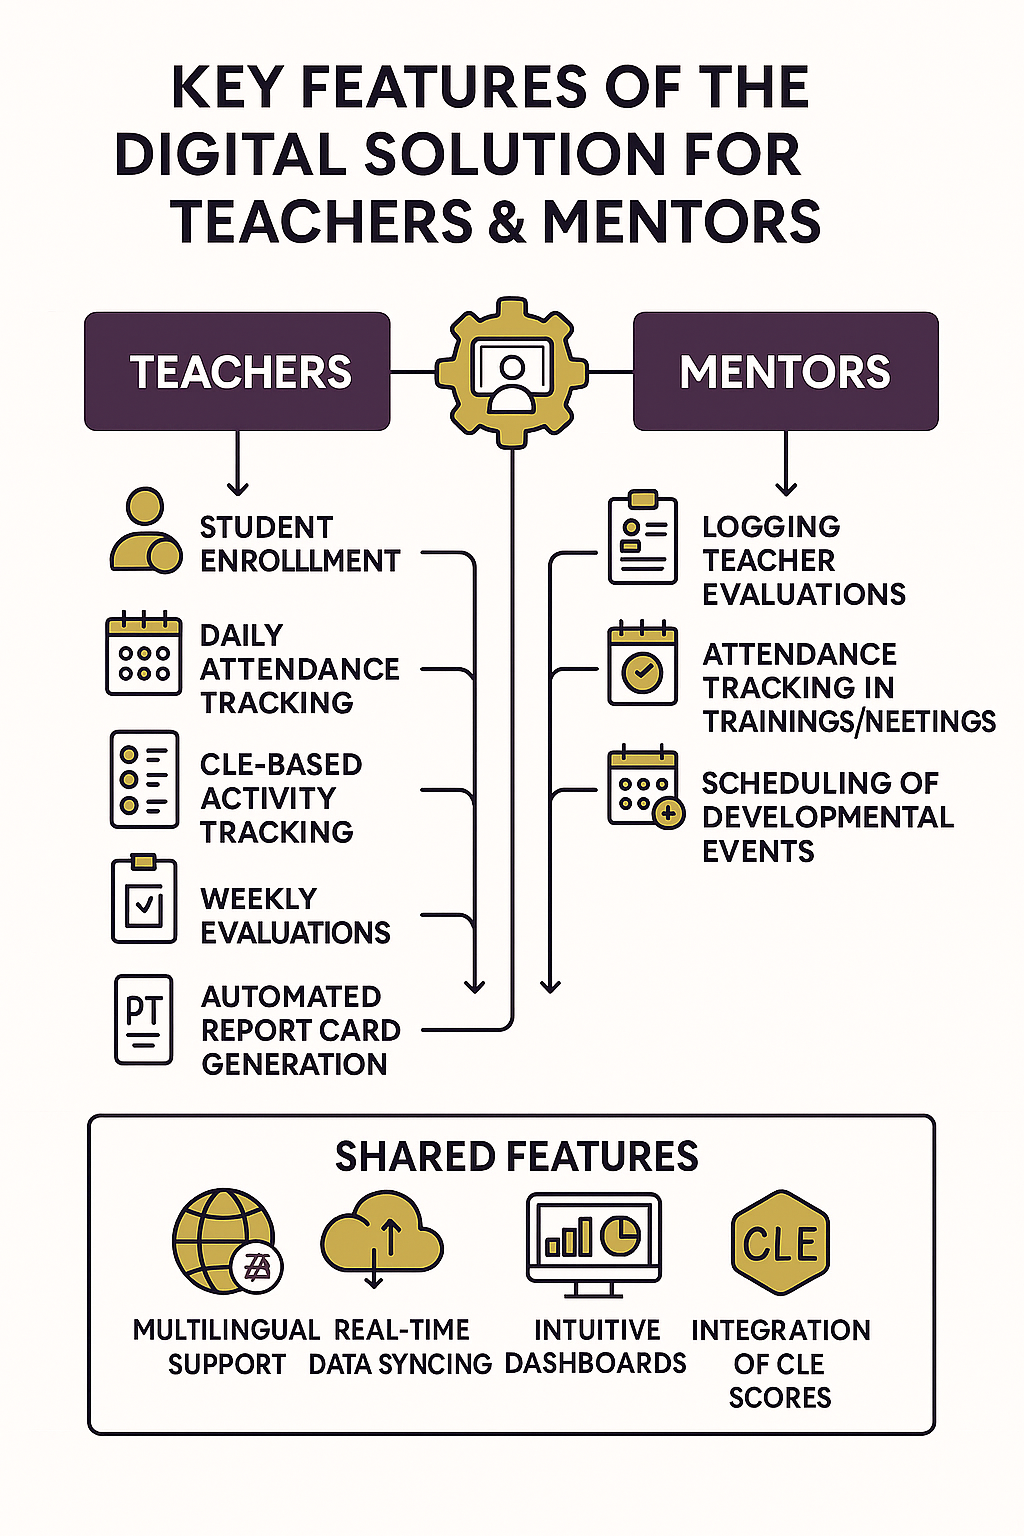 KEY FEATURES OF THE
DIGITAL SOLUTION FOR
TEACHERS & MENTORS
TEACHERS
MENTORS
STUDENT
ENROLLLMENT
DAILY
ATTENDANCE
TRACKING
CLE-BASED
ACTIVITY
TRACKING
WEEKLY
EVALUATIONS
PT
AUTOMATED
REPORT CARD
GENERATION
LOGGING
TEACHER
EVALUATIONS
ATTENDANCE
TRACKING IN
TRAININGS/NEETINGS
SCHEDULING OF
DEVELOPMENTAL
EVENTS
SHARED FEATURES
CLE
MULTILINGUAL
SUPPORT
REAL-TIME
DATA SYNCING
INTUITIVE
DASHBOARDS
INTEGRATION
OF CLE
SCORES